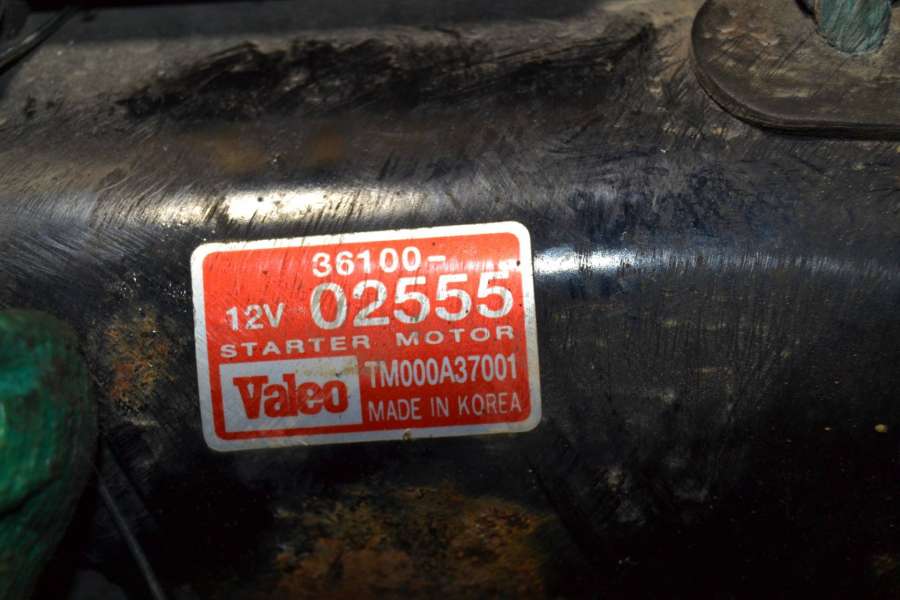 36100-
12V 02555
STARTER MOTOR
Valeo TM000A37001
MADE IN KOREA